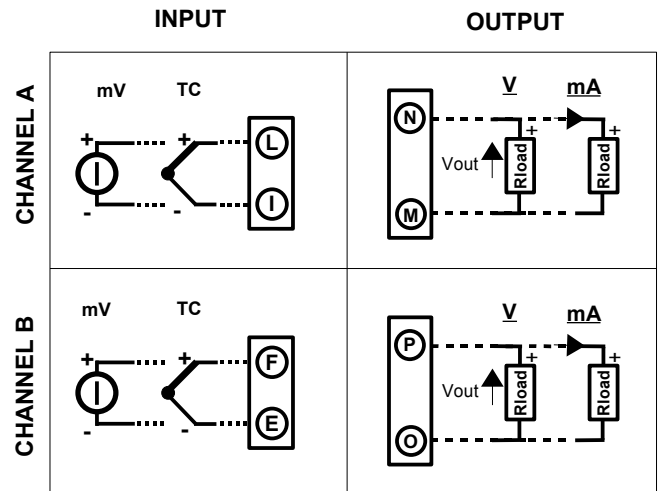 INPUT
OUTPUT
CHANNEL A
mV TC
+ +
- -
L
I
V mA
N
M
+ +
Vout
Rload
Rload
CHANNEL B
mV TC
+ +
- -
F
E
V mA
P
O
+ +
Vout
Rload
Rload